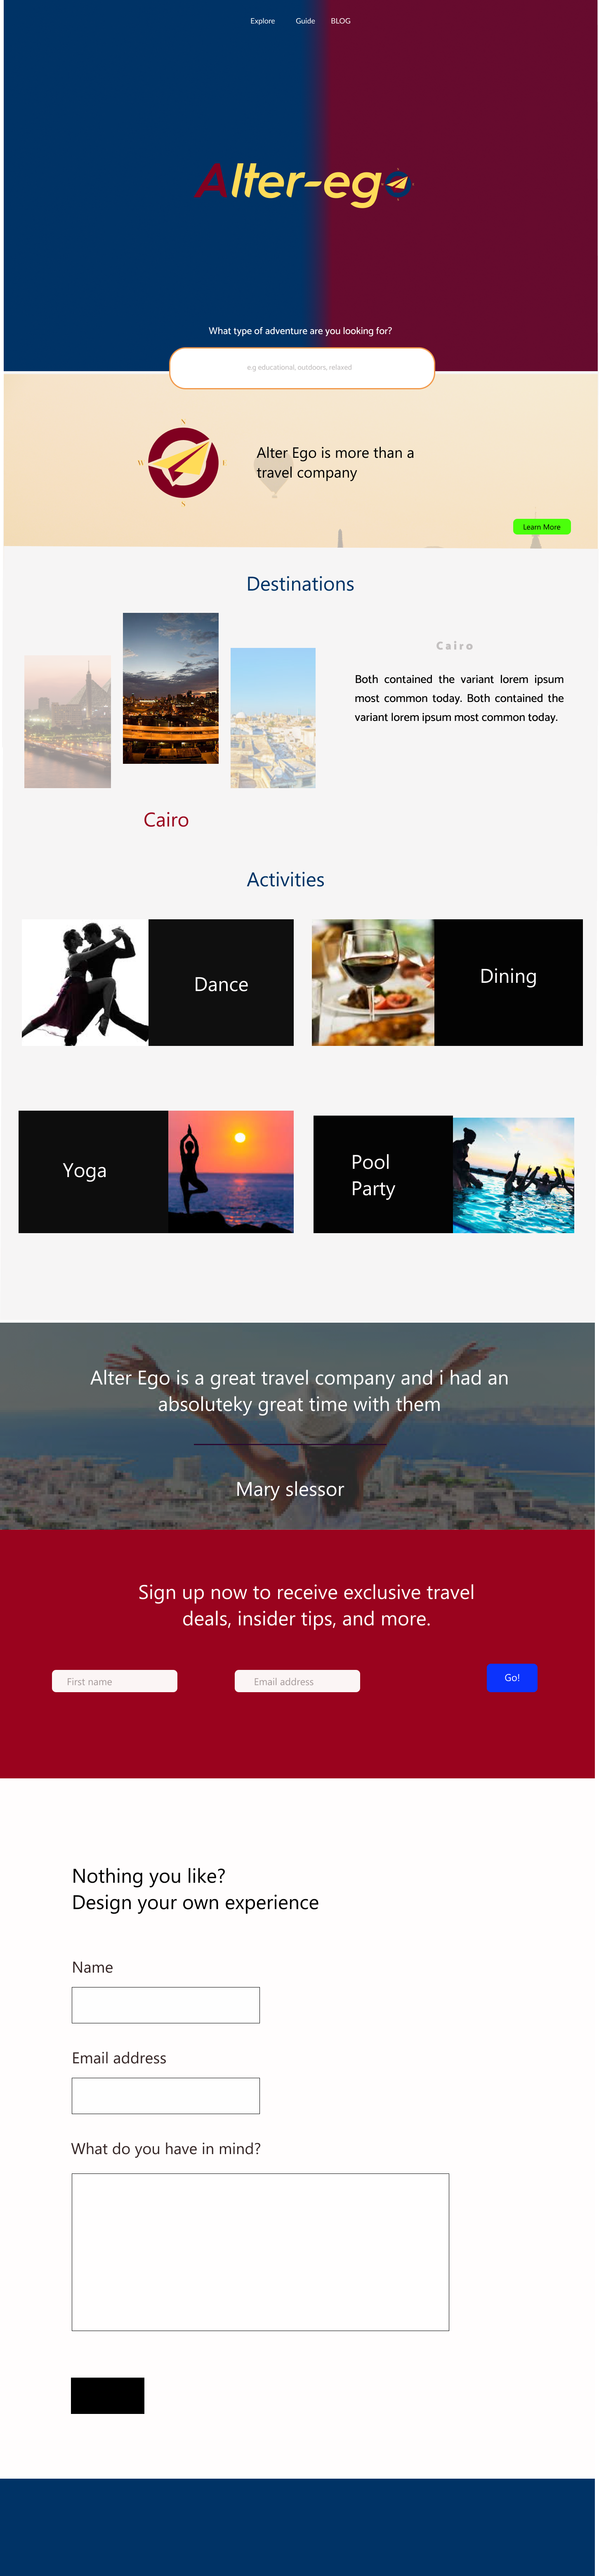 Explore Guide BLOG
Alter-ego
What type of adventure are you looking for?
e.g educational, outdoors, relaxed
N
W E
S
Alter Ego is more than a
travel company
Learn More
Destinations
Cairo
Both contained the variant lorem ipsum
most common today. Both contained the
variant lorem ipsum most common today.
Cairo
Activities
Dance
Dining
Yoga
Pool
Party
Alter Ego is a great travel company and i had an
absoluteky great time with them
Mary slessor
Sign up now to receive exclusive travel
deals, insider tips, and more.
First name
Email address
Go!
Nothing you like?
Design your own experience
Name
Email address
What do you have in mind?